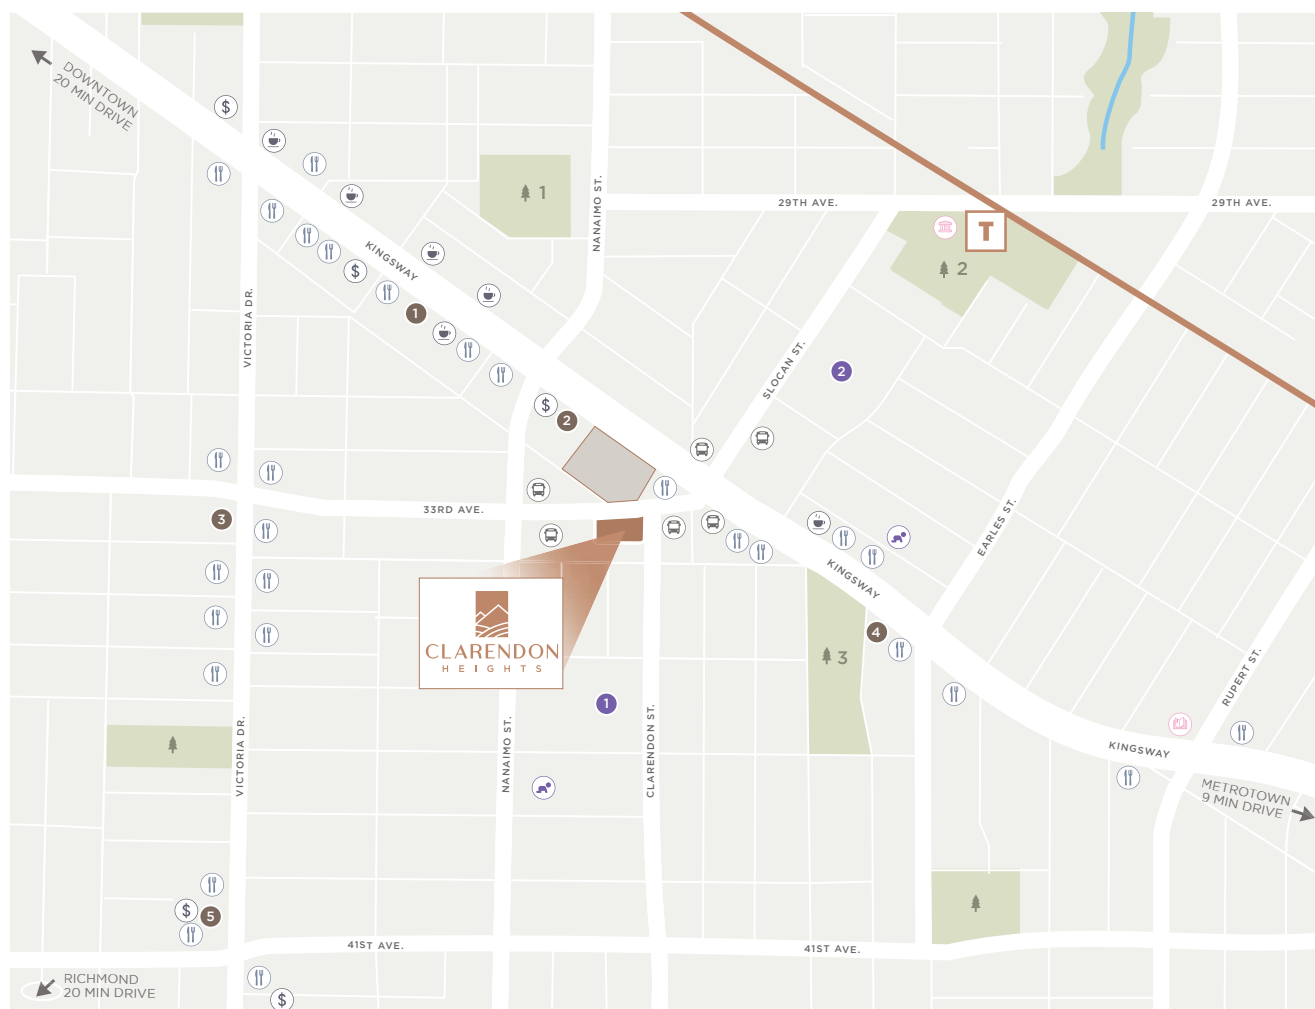 DOWNTOWN
20 MIN DRIVE
$
1
NANAIMO ST.
29TH AVE.
29TH AVE.
T
2
KINGSWAY
$
1
VICTORIA DR.
SLOCAN ST.
2
$
2
33RD AVE.
3
EARLES ST.
KINGSWAY
CLARENDON
HEIGHTS
4
3
RUPERT ST.
1
NANAIMO ST.
CLARENDON ST.
VICTORIA DR.
KINGSWAY
METROTOWN
9 MIN DRIVE
$
5
41ST AVE.
41ST AVE.
RICHMOND
20 MIN DRIVE
$